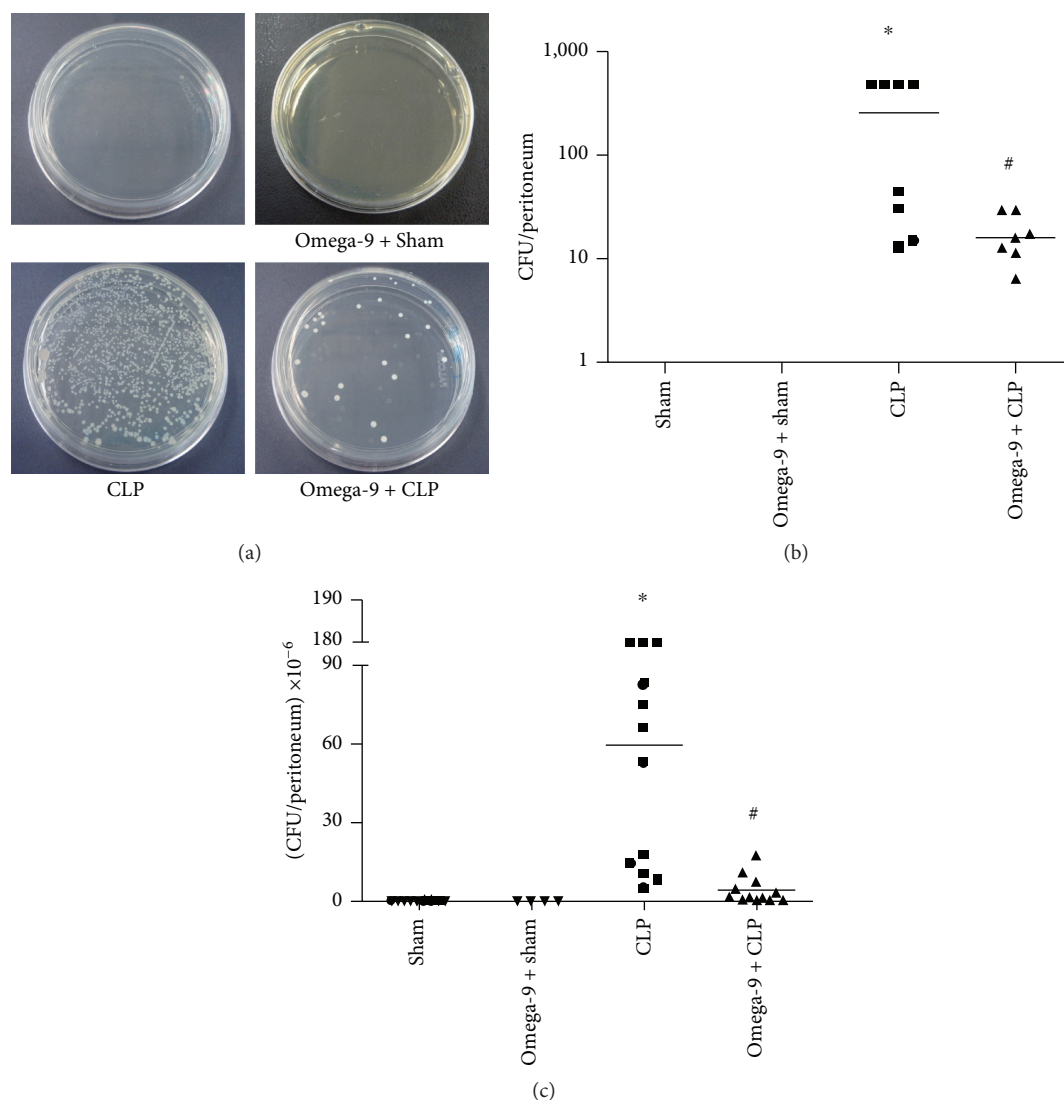 Omega-9 + Sham
CLP
Omega-9 + CLP
(a)
1,000
100
10
1
CFU/peritoneum
*
#
Sham
Omega-9 + sham
CLP
Omega-9 + CLP
(b)
190
180
90
60
30
0
(CFU/peritoneum) ×10⁻⁶
*
#
Sham
Omega-9 + sham
CLP
Omega-9 + CLP
(c)